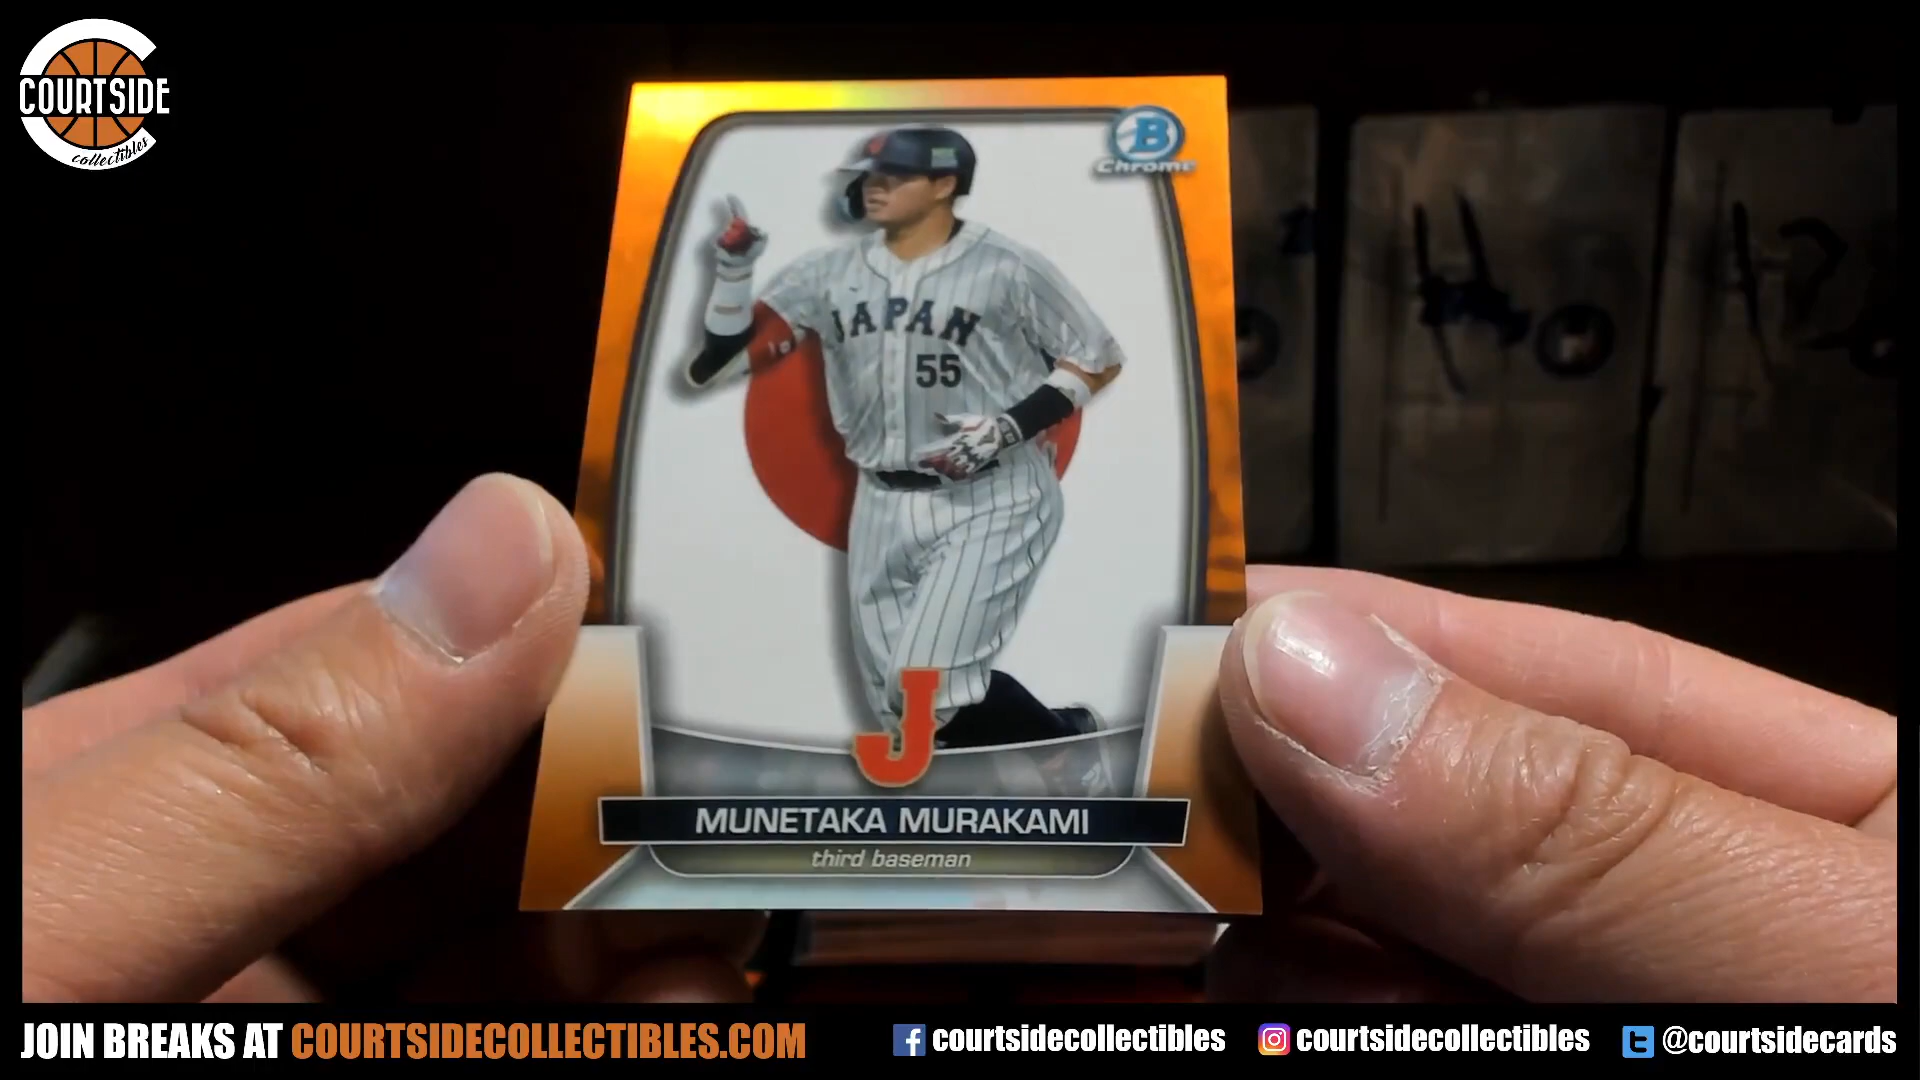 COURTSIDE
collectibles
B
Chrome
JAPAN
55
J
MUNETAKA MURAKAMI
third baseman
JOIN BREAKS AT COURTSIDECOLLECTIBLES.COM
courtsidecollectibles
courtsidecollectibles
@courtsidecards